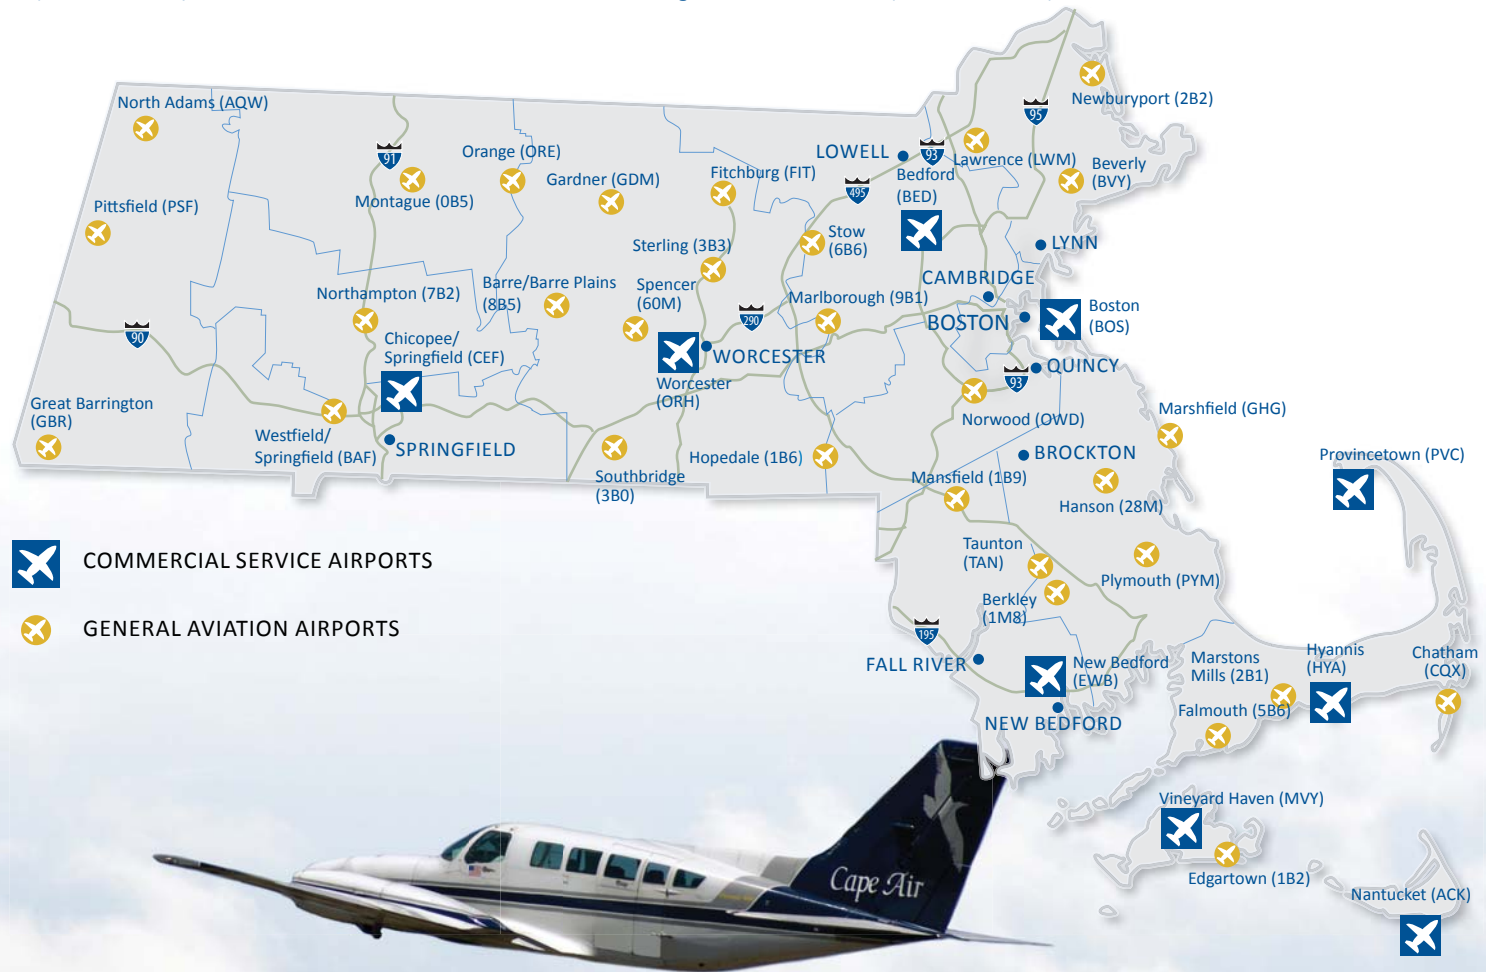 North Adams (AQW)
Newburyport (2B2)
95
91
Orange (ORE)
LOWELL
93
Lawrence (LWM)
Beverly
(BVY)
Montague (0B5)
Gardner (GDM)
Fitchburg (FIT)
495
Bedford
(BED)
Pittsfield (PSF)
Stow
(6B6)
LYNN
Sterling (3B3)
CAMBRIDGE
Northampton (7B2)
Barre/Barre Plains
(8B5)
Spencer
(60M)
Marlborough (9B1)
Boston
(BOS)
BOSTON
290
90
Chicopee/
Springfield (CEF)
WORCESTER
QUINCY
93
Worcester
(ORH)
Great Barrington
(GBR)
Norwood (OWD)
Marshfield (GHG)
Westfield/
Springfield (BAF)
SPRINGFIELD
Hopedale (1B6)
BROCKTON
Provincetown (PVC)
Southbridge
(3B0)
Mansfield (1B9)
Hanson (28M)
COMMERCIAL SERVICE AIRPORTS
Taunton
(TAN)
Plymouth (PYM)
Berkley
(1M8)
GENERAL AVIATION AIRPORTS
195
FALL RIVER
New Bedford
(EWB)
Marstons
Mills (2B1)
Hyannis
(HYA)
Chatham
(CQX)
NEW BEDFORD
Falmouth (5B6)
Vineyard Haven (MVY)
Edgartown (1B2)
Nantucket (ACK)
Cape Air